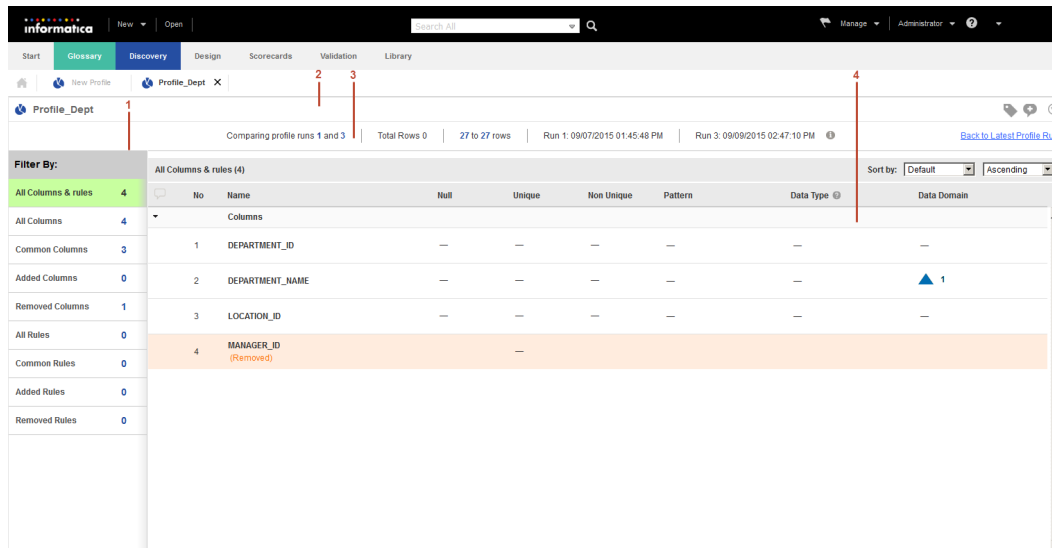 informatica New Open Search All Manage Administrator ?
Start Glossary Discovery Design Scorecards Validation Library
New Profile Profile_Dept X
1 2 3 4
Profile_Dept
Comparing profile runs 1 and 3 Total Rows 0 27 to 27 rows Run 1: 09/07/2015 01:45:48 PM Run 3: 09/09/2015 02:47:10 PM Back to Latest Profile Ru
Filter By:
All Columns & rules 4
All Columns 4
Common Columns 3
Added Columns 0
Removed Columns 1
All Rules 0
Common Rules 0
Added Rules 0
Removed Rules 0
All Columns & rules (4) Sort by: Default Ascending
No Name Null Unique Non Unique Pattern Data Type Data Domain
Columns
1 DEPARTMENT_ID — — — — — —
2 DEPARTMENT_NAME — — — — — 1
3 LOCATION_ID — — — — — —
4 MANAGER_ID —
(Removed)